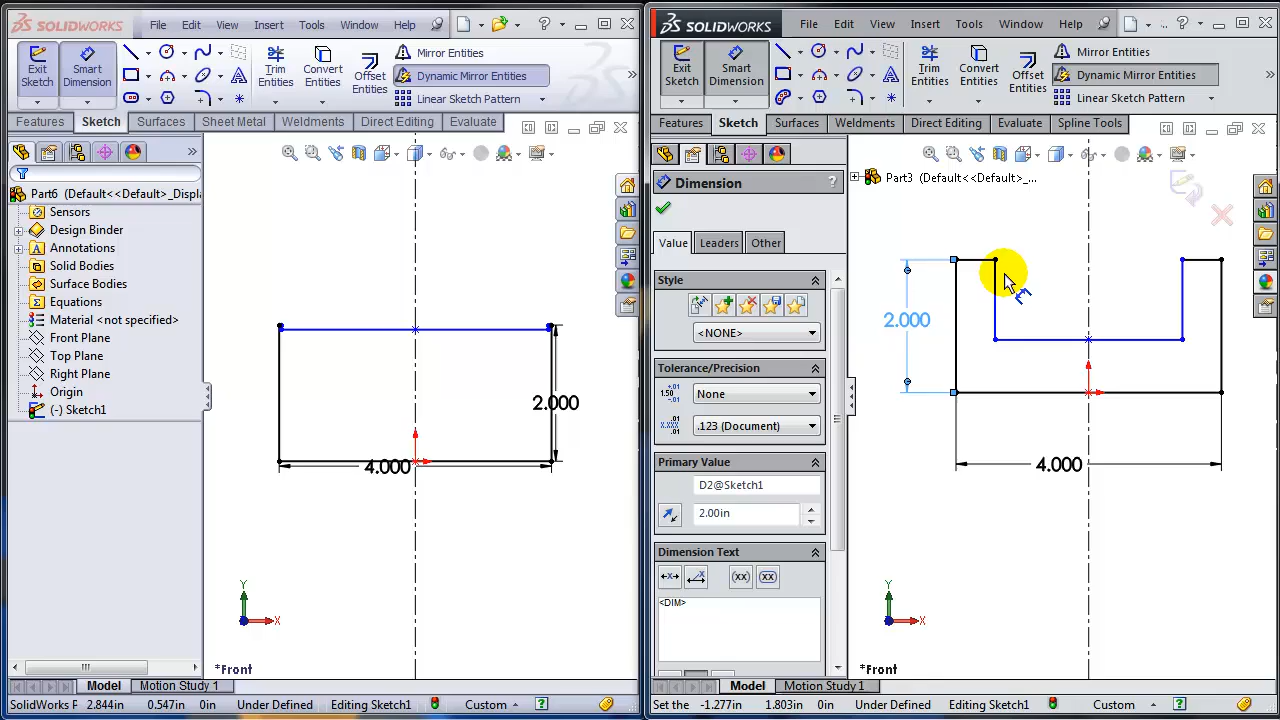 SOLIDWORKS File Edit View Insert Tools Window Help
Exit Sketch
Smart Dimension
Trim Entities
Convert Entities
Offset Entities
Mirror Entities
Dynamic Mirror Entities
Linear Sketch Pattern
Features Sketch Surfaces Sheet Metal Weldments Direct Editing Evaluate
Part6 (Default<<Default>_Displa
Sensors
Design Binder
Annotations
Solid Bodies
Surface Bodies
Equations
Material <not specified>
Front Plane
Top Plane
Right Plane
Origin
(-) Sketch1
2.000
4.000
Y
X
*Front
Model Motion Study 1
SolidWorks P 2.844in 0.547in 0in Under Defined Editing Sketch1 Custom
SOLIDWORKS File Edit View Insert Tools Window Help
Exit Sketch
Smart Dimension
Trim Entities
Convert Entities
Offset Entities
Mirror Entities
Dynamic Mirror Entities
Linear Sketch Pattern
Features Sketch Surfaces Weldments Direct Editing Evaluate Spline Tools
Dimension ?
Value Leaders Other
Style
<NONE>
Tolerance/Precision
None
.123 (Document)
Primary Value
D2@Sketch1
2.00in
Dimension Text
(xx)
<DIM>
Part3 (Default<<Default>_...
2.000
4.000
Y
X
*Front
Model Motion Study 1
Set the -1.277in 1.803in 0in Under Defined Editing Sketch1 Custom